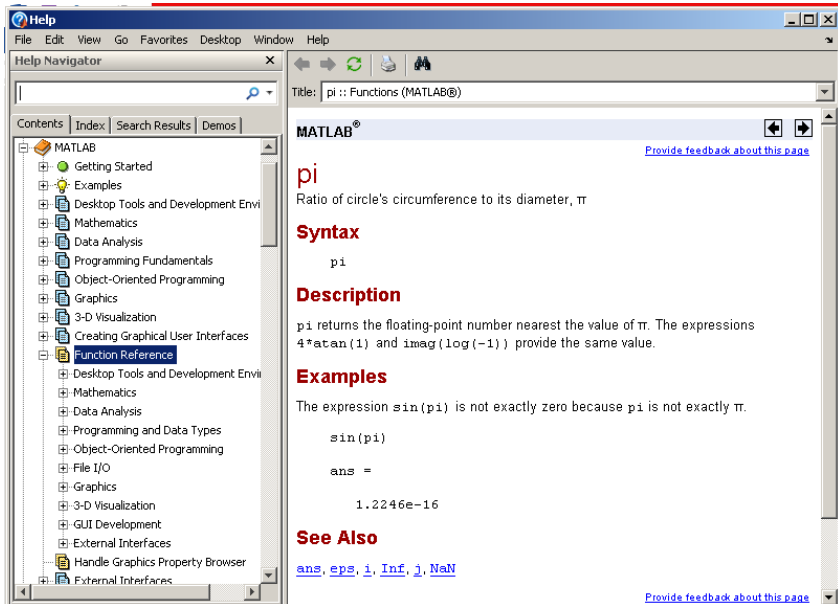 Help
File Edit View Go Favorites Desktop Window Help
Help Navigator
Contents Index Search Results Demos
MATLAB
Getting Started
Examples
Desktop Tools and Development Envi
Mathematics
Data Analysis
Programming Fundamentals
Object-Oriented Programming
Graphics
3-D Visualization
Creating Graphical User Interfaces
Function Reference
Desktop Tools and Development Envir
Mathematics
Data Analysis
Programming and Data Types
Object-Oriented Programming
File I/O
Graphics
3-D Visualization
GUI Development
External Interfaces
Handle Graphics Property Browser
External Interfaces
Title: pi :: Functions (MATLAB®)
MATLAB®
Provide feedback about this page
pi
Ratio of circle's circumference to its diameter, π
Syntax
pi
Description
pi returns the floating-point number nearest the value of π. The expressions
4*atan(1) and imag(log(-1)) provide the same value.
Examples
The expression sin(pi) is not exactly zero because pi is not exactly π.
sin(pi)
ans =
1.2246e-16
See Also
ans, eps, i, Inf, j, NaN
Provide feedback about this page